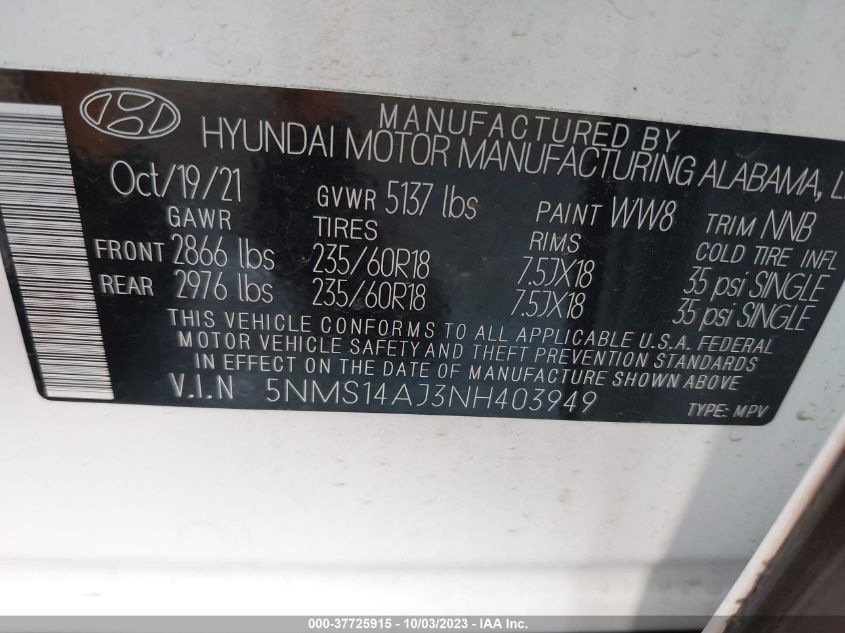 MANUFACTURED BY
HYUNDAI MOTOR MANUFACTURING ALABAMA,
Oct/19/21 GVWR 5137 lbs PAINT WW8 TRIM NNB
GAWR TIRES RIMS COLD TIRE INFL
FRONT 2866 lbs 235/60R18 7.5JX18 35 psi SINGLE
REAR 2976 lbs 235/60R18 7.5JX18 35 psi SINGLE
THIS VEHICLE CONFORMS TO ALL APPLICABLE U.S.A. FEDERAL
MOTOR VEHICLE SAFETY AND THEFT PREVENTION STANDARDS
IN EFFECT ON THE DATE OF MANUFACTURE SHOWN ABOVE
V.I.N 5NMS14AJ3NH403949 TYPE: MPV
000-37725915 - 10/03/2023 - IAAI.com